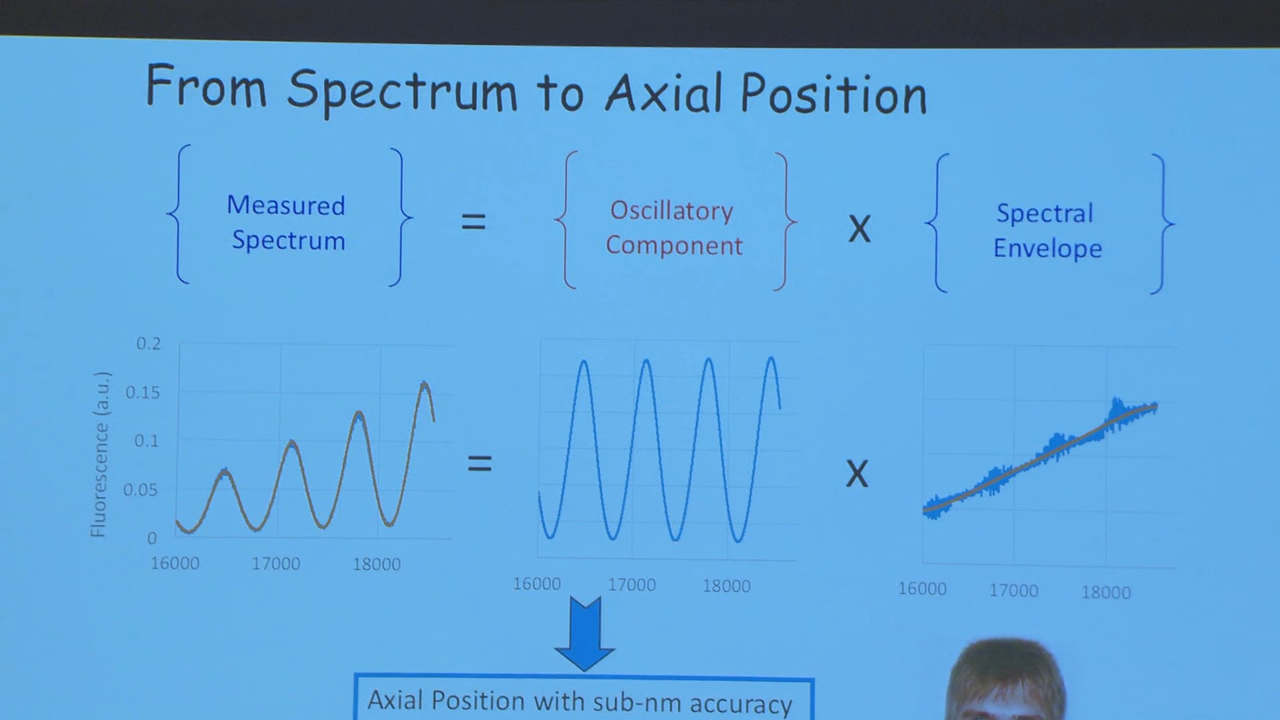 From Spectrum to Axial Position
Measured
Spectrum
=
Oscillatory
Component
X
Spectral
Envelope
Fluorescence (a.u.)
0.2
0.15
0.1
0.05
0
16000 17000 18000
=
16000 17000 18000
X
16000 17000 18000
Axial Position with sub-nm accuracy